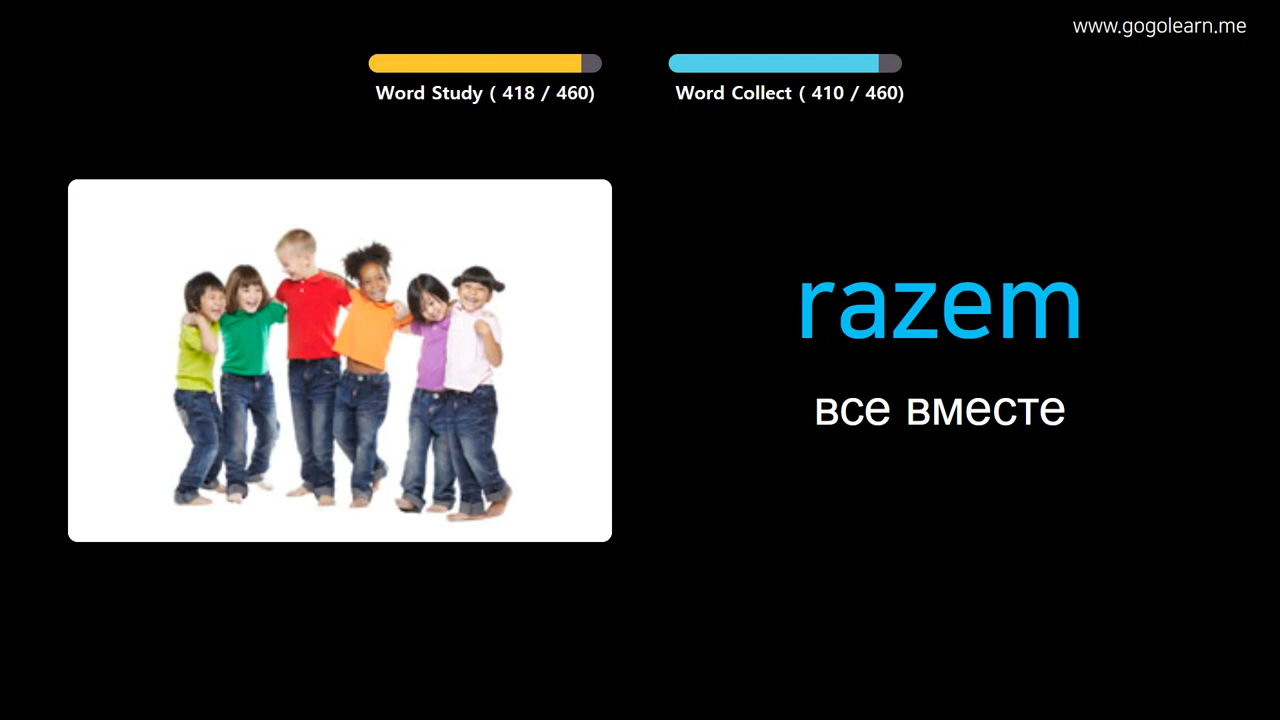 www.gogolearn.me
Word Study ( 418 / 460)
Word Collect ( 410 / 460)
razem
все вместе